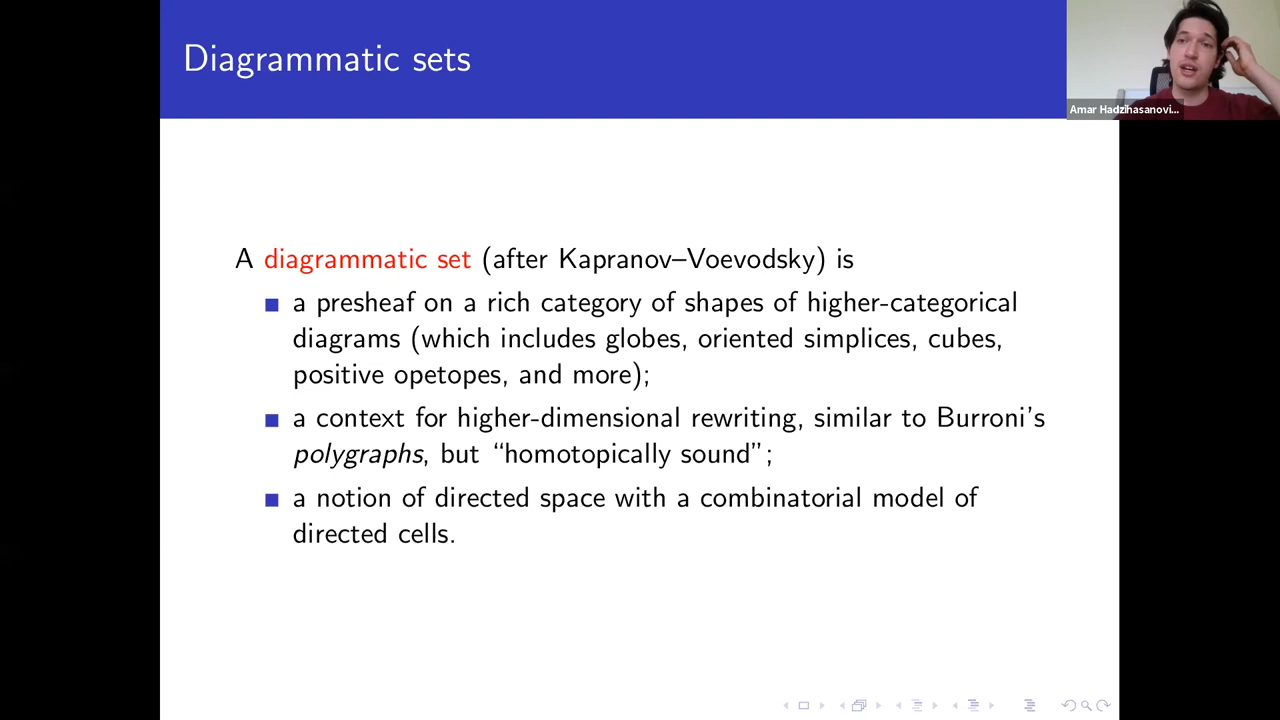 Diagrammatic sets
Amar Hadzihasanovi...
A diagrammatic set (after Kapranov–Voevodsky) is
a presheaf on a rich category of shapes of higher-categorical
diagrams (which includes globes, oriented simplices, cubes,
positive opetopes, and more);
a context for higher-dimensional rewriting, similar to Burroni's
polygraphs, but “homotopically sound”;
a notion of directed space with a combinatorial model of
directed cells.